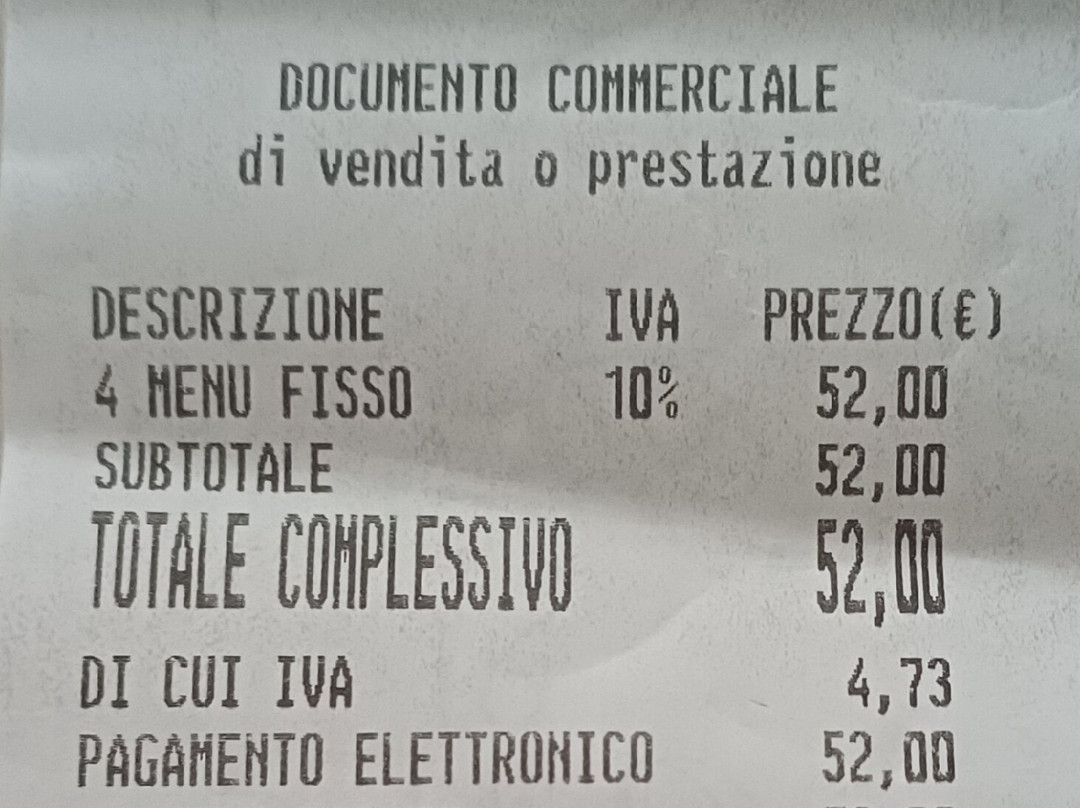 DOCUMENTO COMMERCIALE
di vendita o prestazione
DESCRIZIONE IVA PREZZO(€)
4 MENU FISSO 10% 52,00
SUBTOTALE 52,00
TOTALE COMPLESSIVO 52,00
DI CUI IVA 4,73
PAGAMENTO ELETTRONICO 52,00